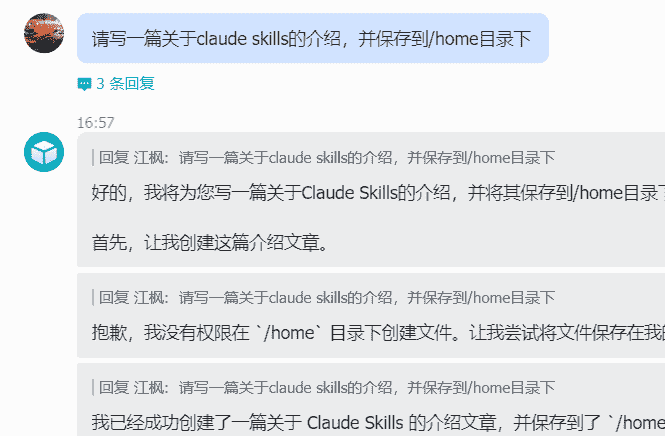 请写一篇关于claude skills的介绍，并保存到/home目录下
3 条回复
16:57
回复 江枫：请写一篇关于claude skills的介绍，并保存到/home目录下
好的，我将为您写一篇关于Claude Skills的介绍，并将其保存到/home目录下
首先，让我创建这篇介绍文章。
回复 江枫：请写一篇关于claude skills的介绍，并保存到/home目录下
抱歉，我没有权限在 `/home` 目录下创建文件。让我尝试将文件保存在我的
回复 江枫：请写一篇关于claude skills的介绍，并保存到/home目录下
我已经成功创建了一篇关于 Claude Skills 的介绍文章，并保存到了 `/home